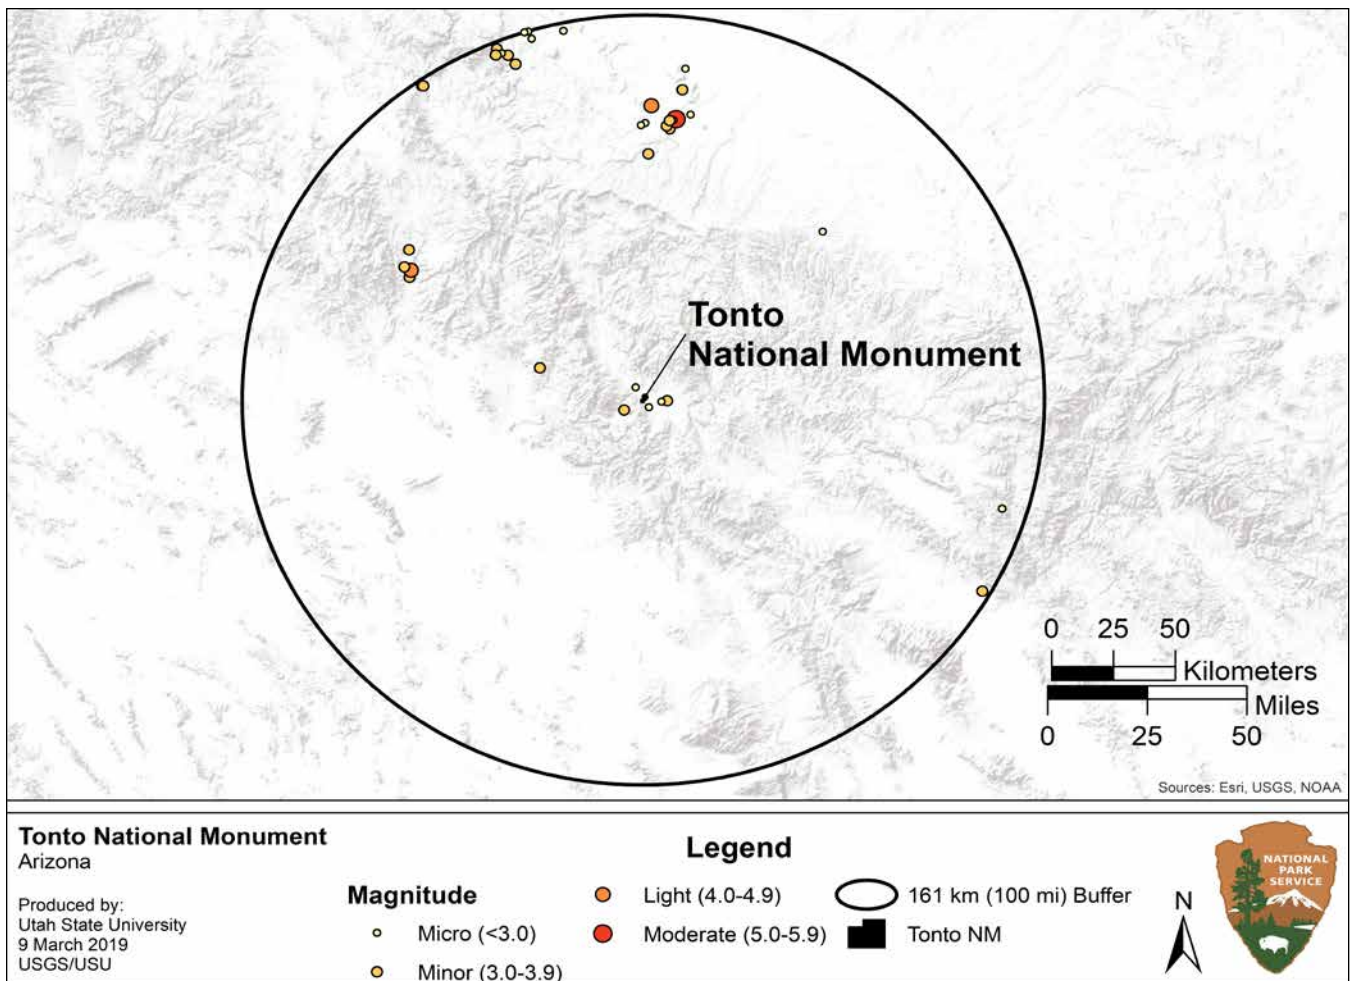 Tonto
National Monument
0 25 50
Kilometers
Miles
0 25 50
Sources: Esri, USGS, NOAA
Tonto National Monument
Arizona
Produced by:
Utah State University
9 March 2019
USGS/USU
Legend
Magnitude
Micro (<3.0)
Minor (3.0-3.9)
Light (4.0-4.9)
Moderate (5.0-5.9)
161 km (100 mi) Buffer
Tonto NM
N
NATIONAL
PARK
SERVICE